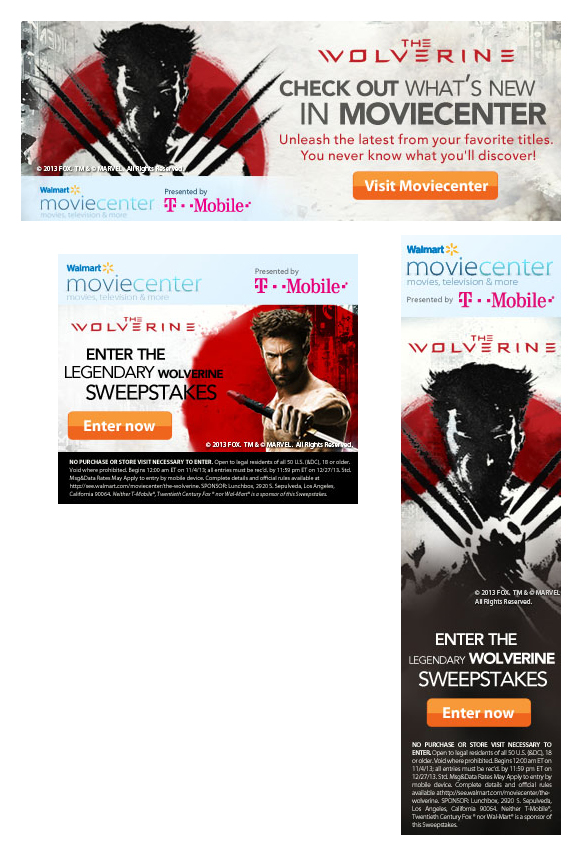 THE
WOLVERINE
CHECK OUT WHAT'S NEW
IN MOVIECENTER
Unleash the latest from your favorite titles.
You never know what you'll discover!
Visit Moviecenter
© 2013 FOX. TM & © MARVEL. All Rights Reserved.
Walmart
moviecenter
movies, television & more
Presented by
T··Mobile·
Walmart
moviecenter
movies, television & more
Presented by
T··Mobile·
THE
WOLVERINE
ENTER THE
LEGENDARY WOLVERINE
SWEEPSTAKES
Enter now
© 2013 FOX. TM & © MARVEL. All Rights Reserved.
NO PURCHASE OR STORE VISIT NECESSARY TO ENTER. Open to legal residents of all 50 U.S. (&DC), 18 or older.
Void where prohibited. Begins 12:00 am ET on 11/4/13; all entries must be rec'd. by 11:59 pm ET on 12/27/13. Std.
Msg&Data Rates May Apply to entry by mobile device. Complete details and official rules available at
http://see.walmart.com/moviecenter/the-wolverine. SPONSOR: Lunchbox, 2920 S. Sepulveda, Los Angeles,
California 90064. Neither T-Mobile®, Twentieth Century Fox ® nor Wal-Mart® is a sponsor of this Sweepstakes.
Walmart
moviecenter
movies, television & more
Presented by T··Mobile·
THE
WOLVERINE
© 2013 FOX. TM & © MARVEL
All Rights Reserved.
ENTER THE
LEGENDARY WOLVERINE
SWEEPSTAKES
Enter now
NO PURCHASE OR STORE VISIT NECESSARY TO
ENTER. Open to legal residents of all 50 U.S. (&DC), 18
or older. Void where prohibited. Begins 12:00 am ET on
11/4/13; all entries must be rec'd. by 11:59 pm ET on
12/27/13. Std. Msg&Data Rates May Apply to entry by
mobile device. Complete details and official rules
available athttp://see.walmart.com/moviecenter/the-
wolverine. SPONSOR: Lunchbox, 2920 S. Sepulveda,
Los Angeles, California 90064. Neither T-Mobile®,
Twentieth Century Fox ® nor Wal-Mart® is a sponsor of
this Sweepstakes.